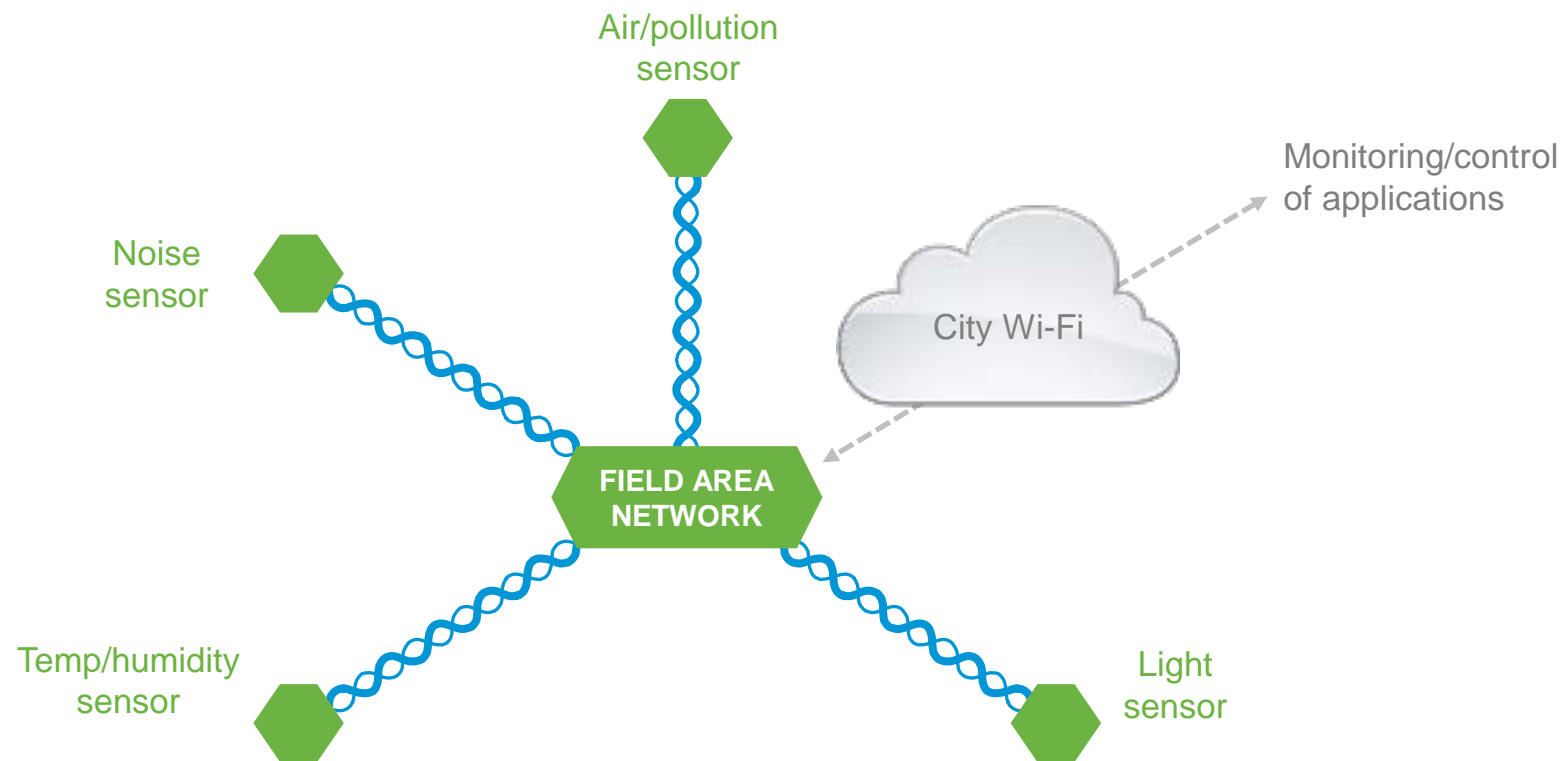 Air/pollution
sensor
Monitoring/control
of applications
Noise
sensor
City Wi-Fi
FIELD AREA
NETWORK
Temp/humidity
sensor
Light
sensor